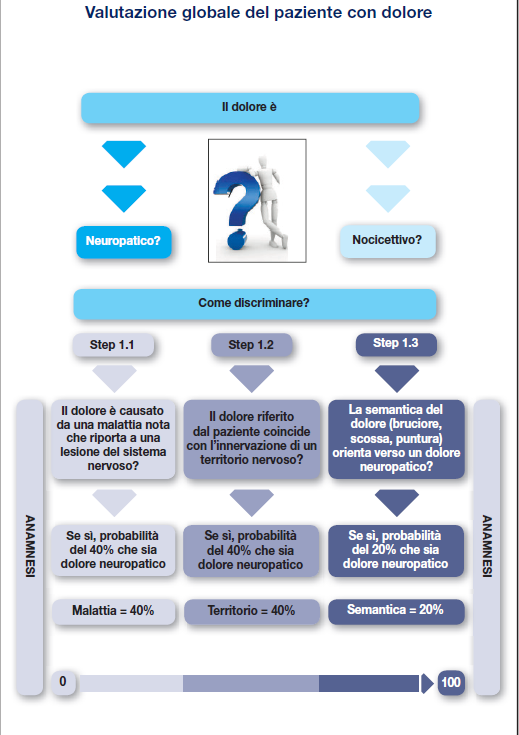 Valutazione globale del paziente con dolore
Il dolore è
Neuropatico?
Nocicettivo?
Come discriminare?
Step 1.1
Step 1.2
Step 1.3
Il dolore è causato
da una malattia nota
che riporta a una
lesione del sistema
nervoso?
Il dolore riferito
dal paziente coincide
con l'innervazione di un
territorio nervoso?
La semantica del
dolore (bruciore,
scossa, puntura)
orienta verso un dolore
neuropatico?
ANAMNESI
Se sì, probabilità
del 40% che sia
dolore neuropatico
Se sì, probabilità
del 40% che sia
dolore neuropatico
Se sì, probabilità
del 20% che sia
dolore neuropatico
ANAMNESI
Malattia = 40%
Territorio = 40%
Semantica = 20%
0
100